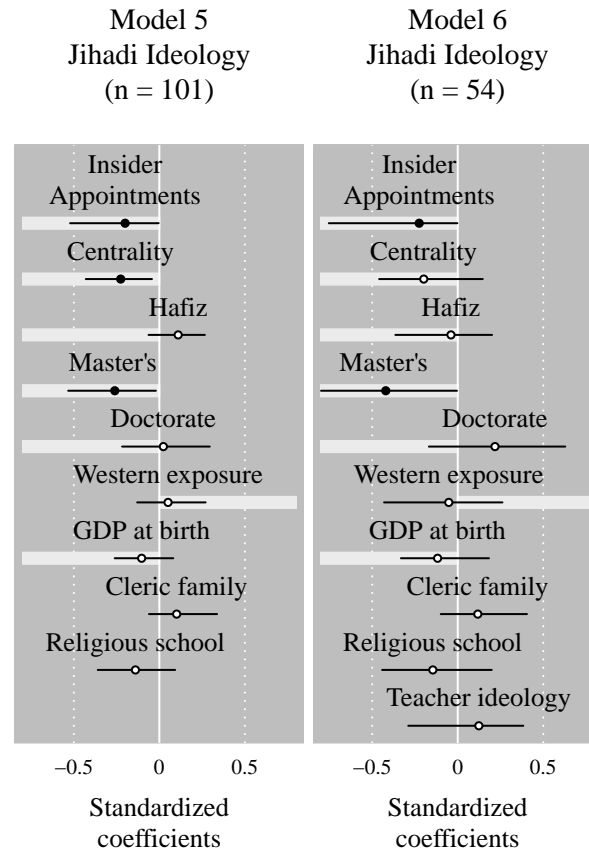 Model 5
Jihadi Ideology
(n = 101)
Insider
Appointments
Centrality
Hafiz
Master's
Doctorate
Western exposure
GDP at birth
Cleric family
Religious school
−0.5 0 0.5
Standardized
coefficients
Model 6
Jihadi Ideology
(n = 54)
Insider
Appointments
Centrality
Hafiz
Master's
Doctorate
Western exposure
GDP at birth
Cleric family
Religious school
Teacher ideology
−0.5 0 0.5
Standardized
coefficients